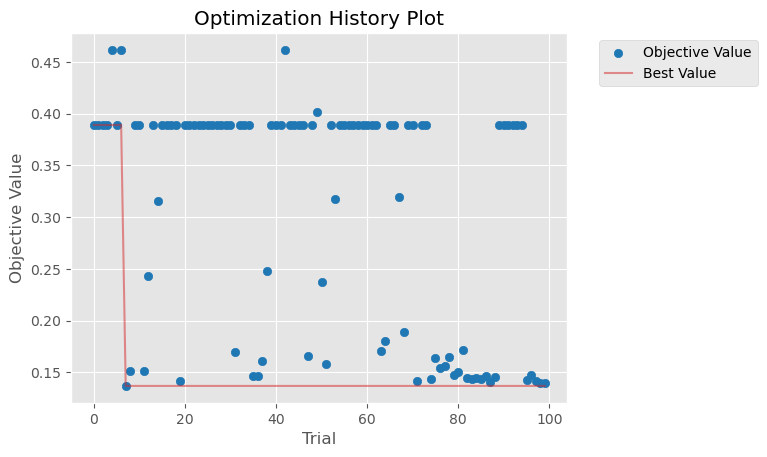 Optimization History Plot
Objective Value
Best Value
0.45
0.40
0.35
0.30
0.25
0.20
0.15
Objective Value
0
20
40
60
80
100
Trial